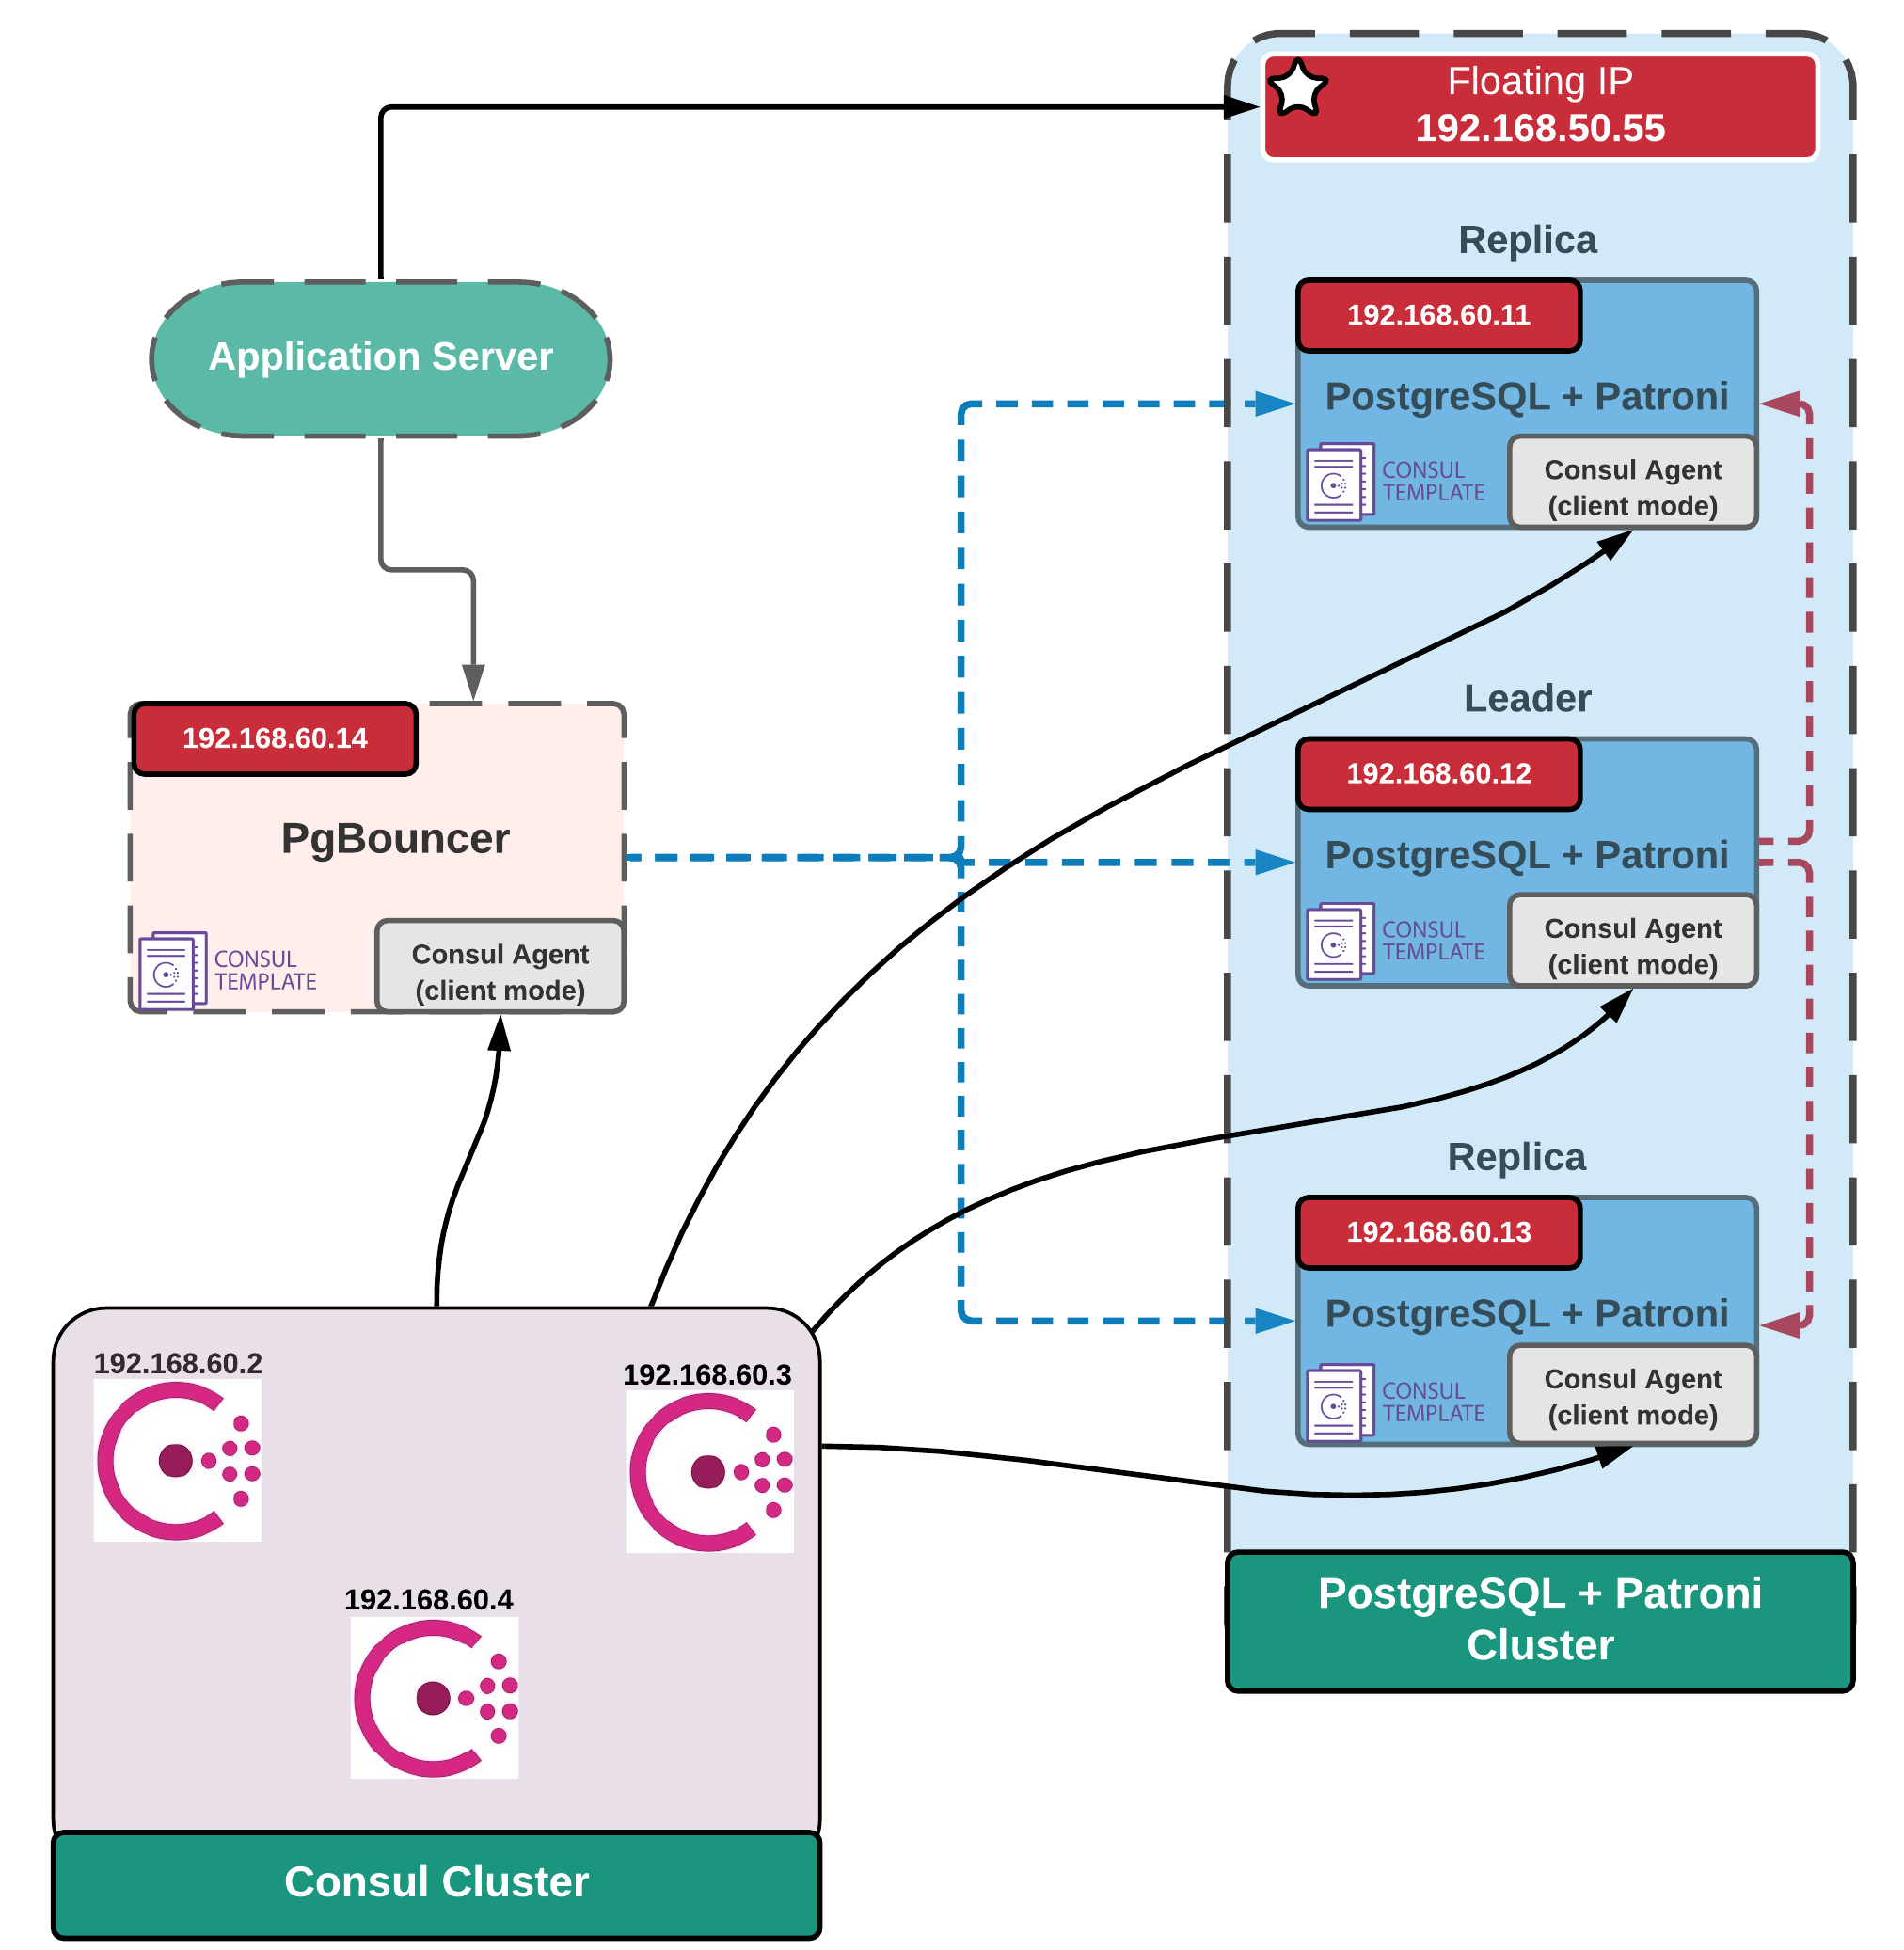 Floating IP
192.168.50.55
Replica
192.168.60.11
PostgreSQL + Patroni
CONSUL
TEMPLATE
Consul Agent
(client mode)
Application Server
Leader
192.168.60.12
PostgreSQL + Patroni
CONSUL
TEMPLATE
Consul Agent
(client mode)
192.168.60.14
PgBouncer
CONSUL
TEMPLATE
Consul Agent
(client mode)
Replica
192.168.60.13
PostgreSQL + Patroni
CONSUL
TEMPLATE
Consul Agent
(client mode)
PostgreSQL + Patroni
Cluster
192.168.60.2
192.168.60.3
192.168.60.4
Consul Cluster